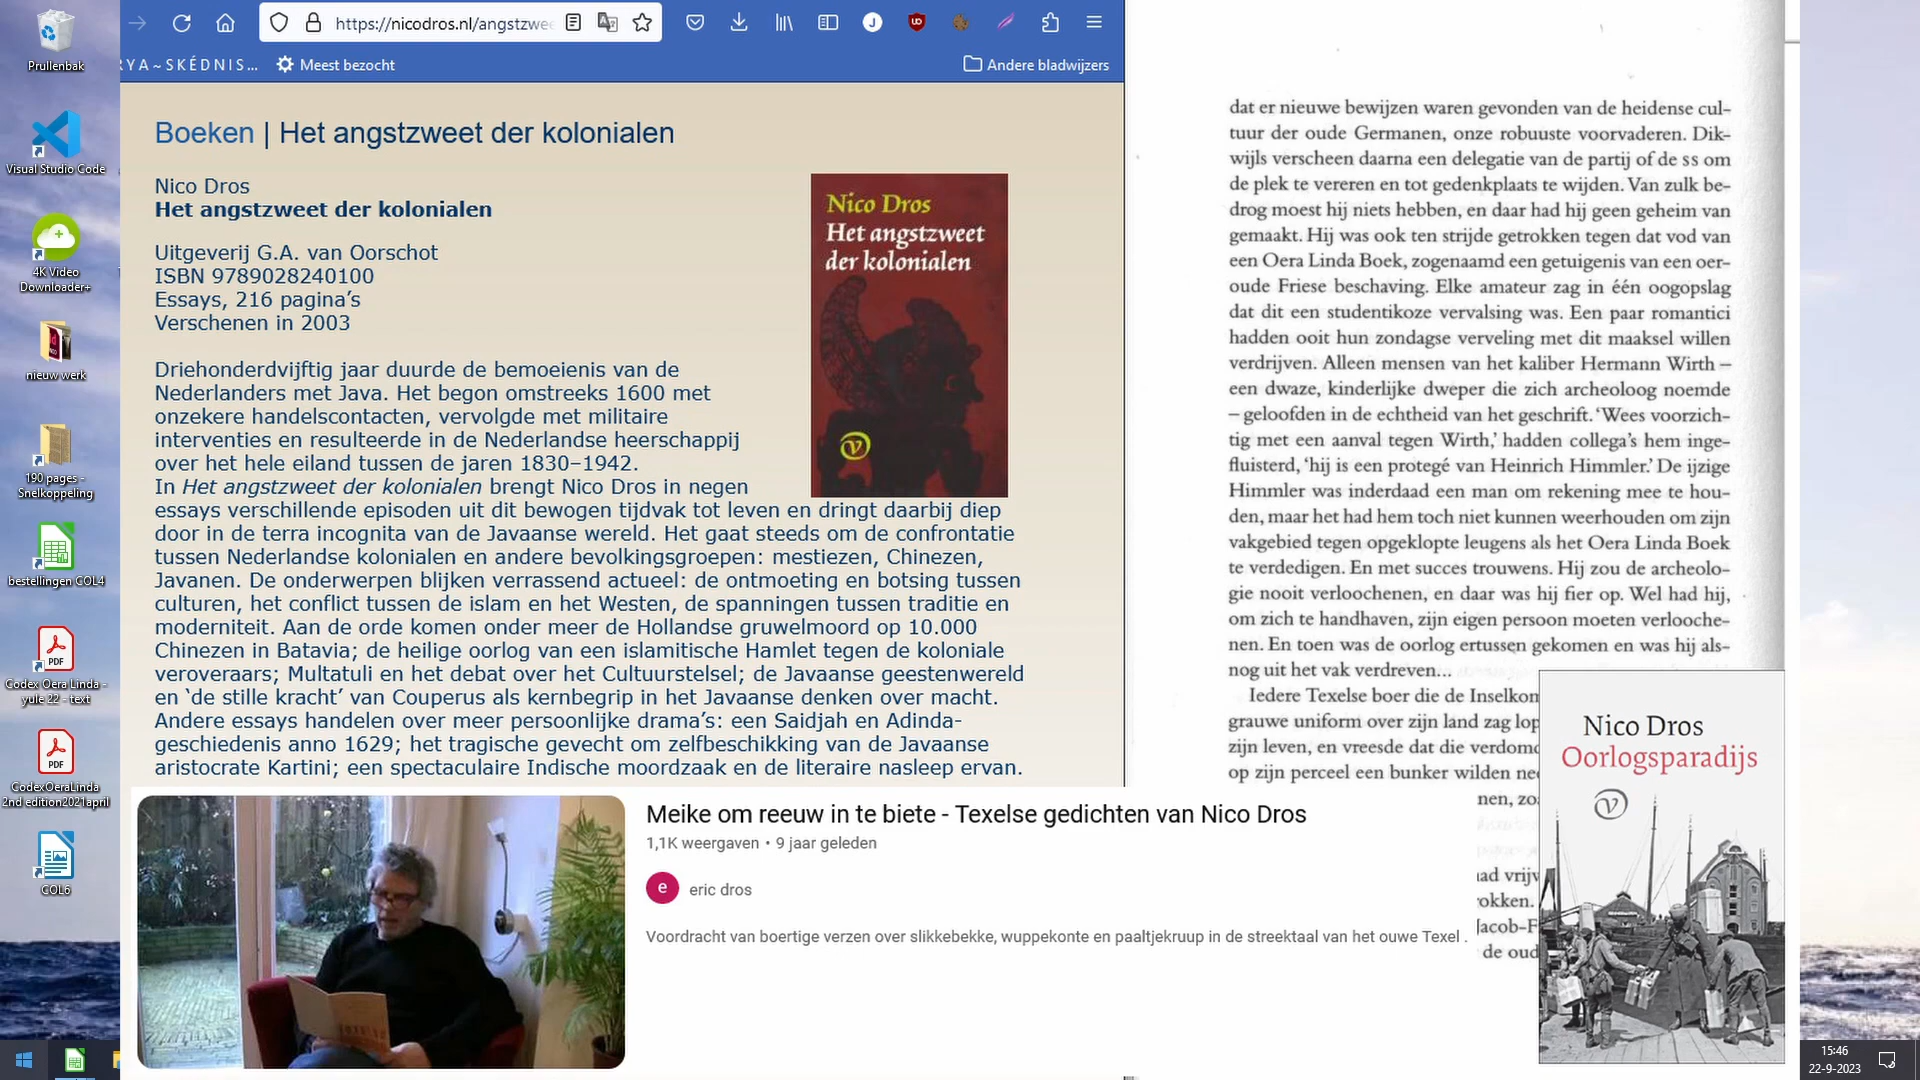 Prullenbak
Visual Studio Code
4K Video
Downloader+
nieuw werk
190 pages -
Snelkoppeling
bestellingen COL4
Codex Oera Linda -
yule 22 - text
CodexOeraLinda
2nd edition2021april
COL6
https://nicodros.nl/angstzwee
YA~SKÉDNIS...
Meest bezocht
Andere bladwijzers
Boeken | Het angstzweet der kolonialen
Nico Dros
Het angstzweet der kolonialen
Uitgeverij G.A. van Oorschot
ISBN 9789028240100
Essays, 216 pagina’s
Verschenen in 2003
Driehonderdvijftig jaar duurde de bemoeienis van de
Nederlanders met Java. Het begon omstreeks 1600 met
onzekere handelscontacten, vervolgde met militaire
interventies en resulteerde in de Nederlandse heerschappij
over het hele eiland tussen de jaren 1830–1942.
In Het angstzweet der kolonialen brengt Nico Dros in negen
essays verschillende episoden uit dit bewogen tijdvak tot leven en dringt daarbij diep
door in de terra incognita van de Javaanse wereld. Het gaat steeds om de confrontatie
tussen Nederlandse kolonialen en andere bevolkingsgroepen: mestiezen, Chinezen,
Javanen. De onderwerpen blijken verrassend actueel: de ontmoeting en botsing tussen
culturen, het conflict tussen de islam en het Westen, de spanningen tussen traditie en
moderniteit. Aan de orde komen onder meer de Hollandse gruwelmoord op 10.000
Chinezen in Batavia; de heilige oorlog van een islamitische Hamlet tegen de koloniale
veroveraars; Multatuli en het debat over het Cultuurstelsel; de Javaanse geestenwereld
en ‘de stille kracht’ van Couperus als kernbegrip in het Javaanse denken over macht.
Andere essays handelen over meer persoonlijke drama’s: een Saidjah en Adinda-
geschiedenis anno 1629; het tragische gevecht om zelfbeschikking van de Javaanse
aristocrate Kartini; een spectaculaire Indische moordzaak en de literaire nasleep ervan.
Nico Dros
Het angstzweet
der kolonialen
Meike om reeuw in te biete - Texelse gedichten van Nico Dros
1,1K weergaven • 9 jaar geleden
e
eric dros
Voordracht van boertige verzen over slikkebekke, wuppekonte en paaltjekruup in de streektaal van het ouwe Texel .
dat er nieuwe bewijzen waren gevonden van de heidense cul-
tuur der oude Germanen, onze robuuste voorvaderen. Dik-
wijls verscheen daarna een delegatie van de partij of de ss om
de plek te vereren en tot gedenkplaats te wijden. Van zulk be-
drog moest hij niets hebben, en daar had hij geen geheim van
gemaakt. Hij was ook ten strijde getrokken tegen dat vod van
een Oera Linda Boek, zogenaamd een getuigenis van een oer-
oude Friese beschaving. Elke amateur zag in één oogopslag
dat dit een studentikoze vervalsing was. Een paar romantici
hadden ooit hun zondagse verveling met dit maaksel willen
verdrijven. Alleen mensen van het kaliber Hermann Wirth –
een dwaze, kinderlijke dweper die zich archeoloog noemde
– geloofden in de echtheid van het geschrift. ‘Wees voorzich-
tig met een aanval tegen Wirth,’ hadden collega’s hem inge-
fluisterd, ‘hij is een protegé van Heinrich Himmler.’ De ijzige
Himmler was inderdaad een man om rekening mee te hou-
den, maar het had hem toch niet kunnen weerhouden om zijn
vakgebied tegen opgeklopte leugens als het Oera Linda Boek
te verdedigen. En met succes trouwens. Hij zou de archeolo-
gie nooit verloochenen, en daar was hij fier op. Wel had hij,
om zich te handhaven, zijn eigen persoon moeten verlooche-
nen. En toen was de oorlog ertussen gekomen en was hij als-
nog uit het vak verdreven...
Iedere Texelse boer die de Inselkom
grauwe uniform over zijn land zag lop
zijn leven, en vreesde dat die verdomd
op zijn perceel een bunker wilden nee
nen, zo
ad vrijv
okken.
Jacob-F
de oud
Nico Dros
Oorlogsparadijs
15:46
22-9-2023